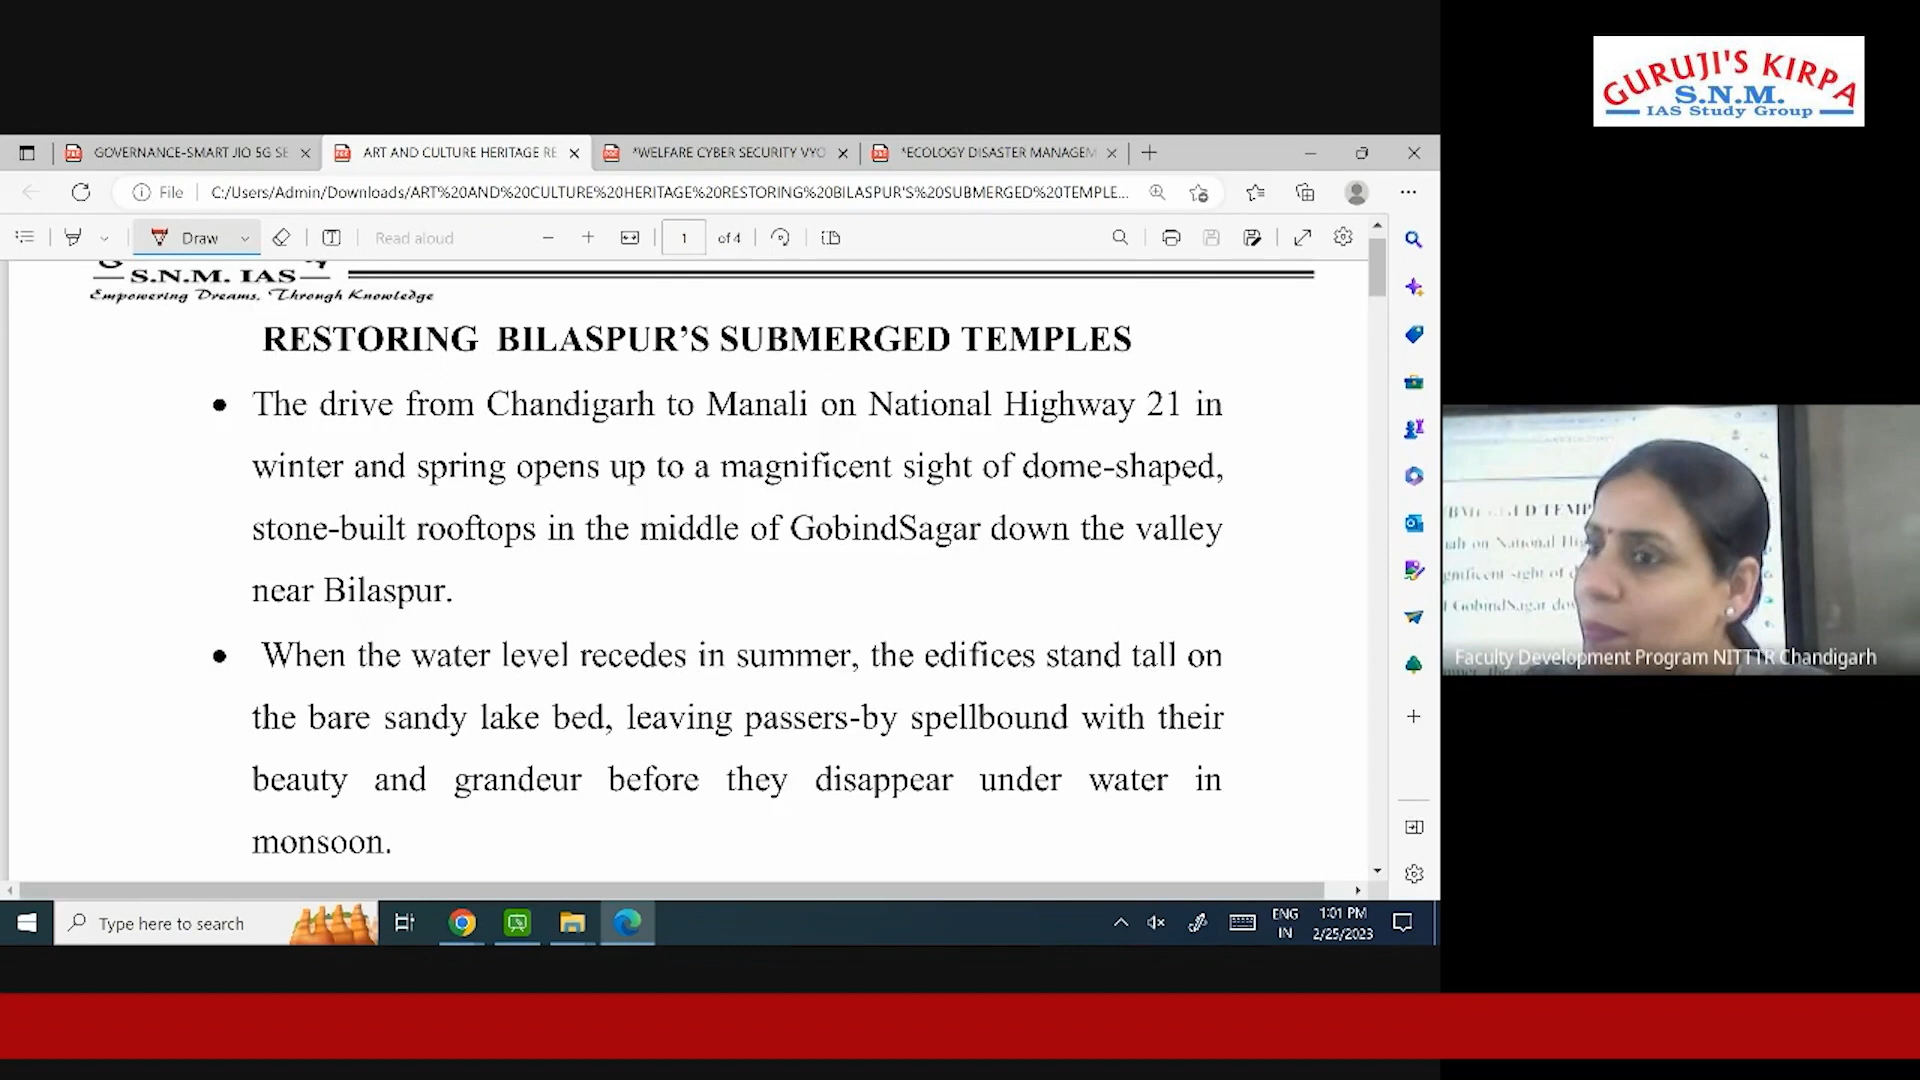 GURUJI'S KIRPA
S.N.M.
IAS Study Group
GOVERNANCE-SMART JIO 5G SE
ART AND CULTURE HERITAGE RE
*WELFARE CYBER SECURITY VYO
*ECOLOGY DISASTER MANAGEM
File
C:/Users/Admin/Downloads/ART%20AND%20CULTURE%20HERITAGE%20RESTORING%20BILASPUR'S%20SUBMERGED%20TEMPLE...
Draw
Read aloud
1 of 4
S.N.M. IAS
Empowering Dreams, Through Knowledge
RESTORING BILASPUR’S SUBMERGED TEMPLES
• The drive from Chandigarh to Manali on National Highway 21 in
winter and spring opens up to a magnificent sight of dome-shaped,
stone-built rooftops in the middle of GobindSagar down the valley
near Bilaspur.
• When the water level recedes in summer, the edifices stand tall on
the bare sandy lake bed, leaving passers-by spellbound with their
beauty and grandeur before they disappear under water in
monsoon.
Faculty Development Program NITTTR Chandigarh
Type here to search
ENG
IN
1:01 PM
2/25/2023